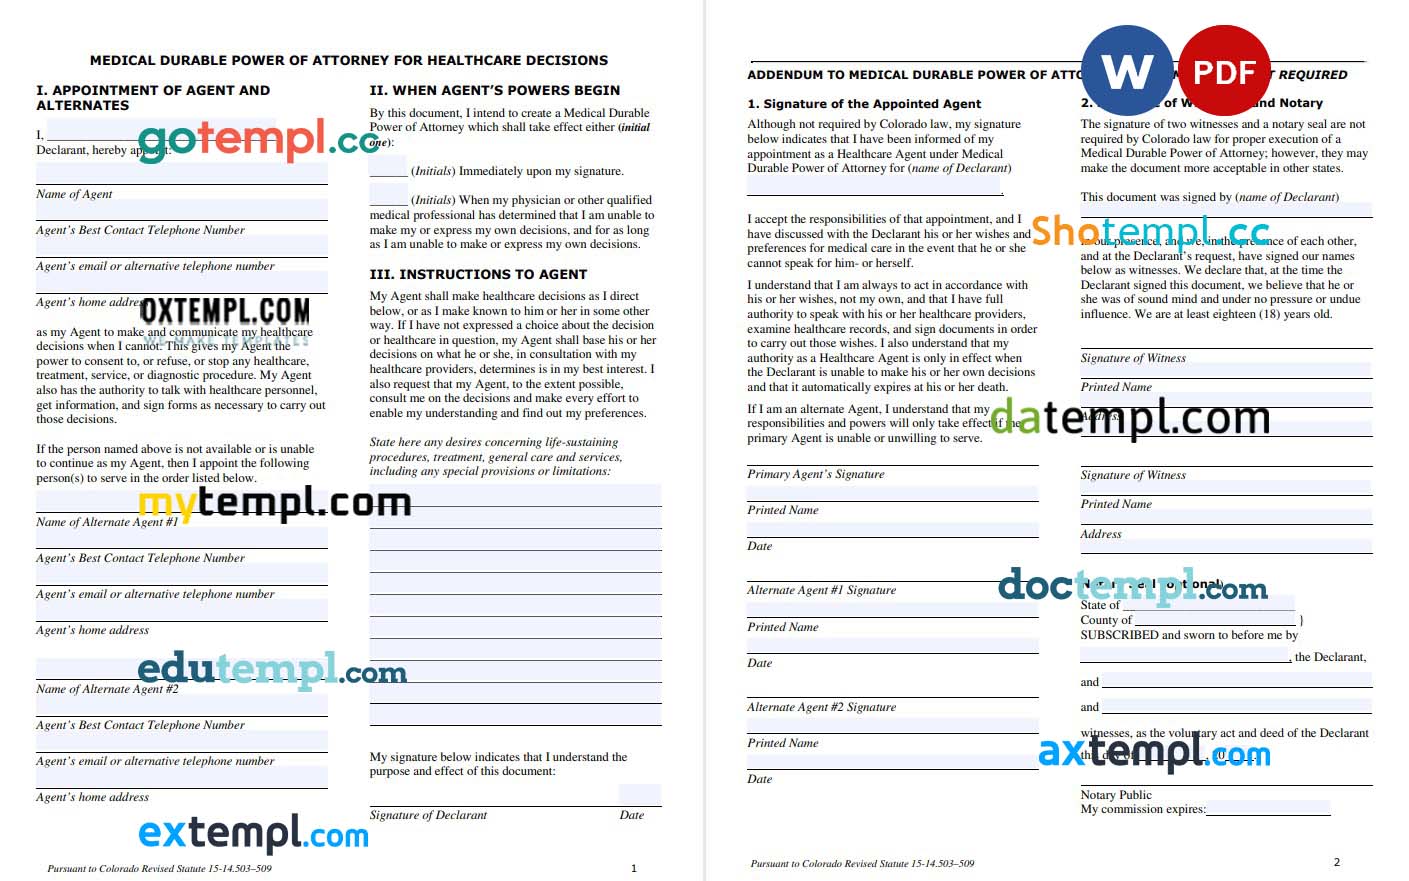 MEDICAL DURABLE POWER OF ATTORNEY FOR HEALTHCARE DECISIONS
I. APPOINTMENT OF AGENT AND
ALTERNATES
I,
gotempl.cc
Declarant, hereby appoint:
Name of Agent
Agent's Best Contact Telephone Number
Agent's email or alternative telephone number
Agent's home address
OXTEMPL.COM
WE MAKE TEMPLATES
as my Agent to make and communicate my healthcare
decisions when I cannot. This gives my Agent the
power to consent to, or refuse, or stop any healthcare,
treatment, service, or diagnostic procedure. My Agent
also has the authority to talk with healthcare personnel,
get information, and sign forms as necessary to carry out
those decisions.
If the person named above is not available or is unable
to continue as my Agent, then I appoint the following
person(s) to serve in the order listed below.
mytempl.com
Name of Alternate Agent #1
Agent's Best Contact Telephone Number
Agent's email or alternative telephone number
Agent's home address
edutempl.com
Name of Alternate Agent #2
Agent's Best Contact Telephone Number
Agent's email or alternative telephone number
Agent's home address
extempl.com
Pursuant to Colorado Revised Statute 15-14.503–509
II. WHEN AGENT'S POWERS BEGIN
By this document, I intend to create a Medical Durable
Power of Attorney which shall take effect either (initial
one):
______ (Initials) Immediately upon my signature.
______ (Initials) When my physician or other qualified
medical professional has determined that I am unable to
make my or express my own decisions, and for as long
as I am unable to make or express my own decisions.
III. INSTRUCTIONS TO AGENT
My Agent shall make healthcare decisions as I direct
below, or as I make known to him or her in some other
way. If I have not expressed a choice about the decision
or healthcare in question, my Agent shall base his or her
decisions on what he or she, in consultation with my
healthcare providers, determines is in my best interest. I
also request that my Agent, to the extent possible,
consult me on the decisions and make every effort to
enable my understanding and find out my preferences.
State here any desires concerning life-sustaining
procedures, treatment, general care and services,
including any special provisions or limitations:
My signature below indicates that I understand the
purpose and effect of this document:
Signature of Declarant Date
1
W PDF
ADDENDUM TO MEDICAL DURABLE POWER OF REQUIRED
1. Signature of the Appointed Agent
Although not required by Colorado law, my signature
below indicates that I have been informed of my
appointment as a Healthcare Agent under Medical
Durable Power of Attorney for (name of Declarant)
.
I accept the responsibilities of that appointment, and I
have discussed with the Declarant his or her wishes and
preferences for medical care in the event that he or she
cannot speak for him- or herself.
I understand that I am always to act in accordance with
his or her wishes, not my own, and that I have full
authority to speak with his or her healthcare providers,
examine healthcare records, and sign documents in order
to carry out those wishes. I also understand that my
authority as a Healthcare Agent is only in effect when
the Declarant is unable to make his or her own decisions
and that it automatically expires at his or her death.
If I am an alternate Agent, I understand that my
responsibilities and powers will only take effect if the
primary Agent is unable or unwilling to serve.
Primary Agent's Signature
Printed Name
Date
Alternate Agent #1 Signature
Printed Name
Date
Alternate Agent #2 Signature
Printed Name
Date
Pursuant to Colorado Revised Statute 15-14.503–509
2. of and Notary
The signature of two witnesses and a notary seal are not
required by Colorado law for proper execution of a
Medical Durable Power of Attorney; however, they may
make the document more acceptable in other states.
This document was signed by (name of Declarant)
Shotempl.cc
in our presence, and we, in the presence of each other,
and at the Declarant's request, have signed our names
below as witnesses. We declare that, at the time the
Declarant signed this document, we believe that he or
she was of sound mind and under no pressure or undue
influence. We are at least eighteen (18) years old.
Signature of Witness
Printed Name
datempl.com
Address
Signature of Witness
Printed Name
Address
doctempl.com
Notary Seal (optional)
State of
County of }
SUBSCRIBED and sworn to before me by
, the Declarant,
and
and
witnesses, as the voluntary act and deed of the Declarant
axtempl.com
this day of , 20
Notary Public
My commission expires:
2